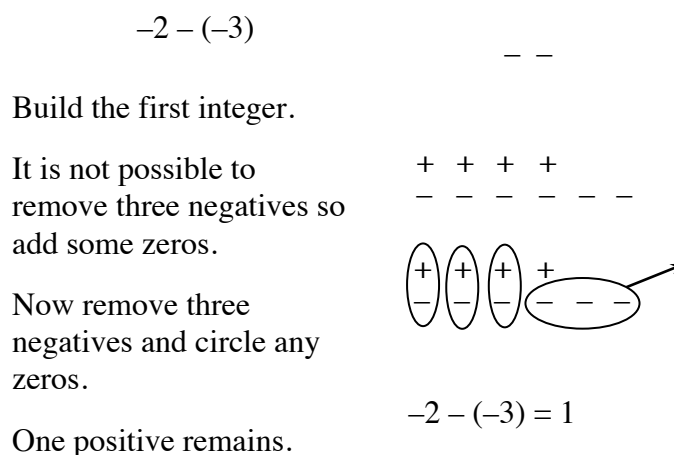 –2 – (–3)
– –
Build the first integer.
It is not possible to
remove three negatives so
add some zeros.
+ + + +
– – – – – –
Now remove three
negatives and circle any
zeros.
+ + + +
– – – – – –
One positive remains.
–2 – (–3) = 1